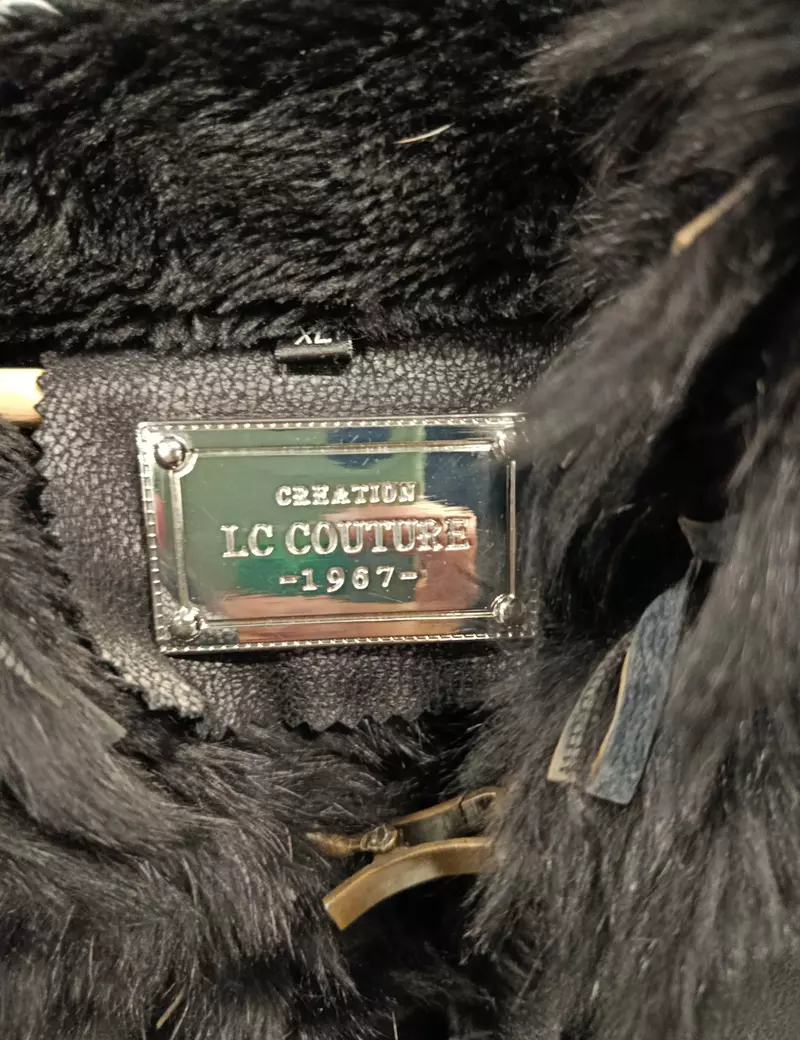 XL
CREATION
LC COUTURE
-1967-